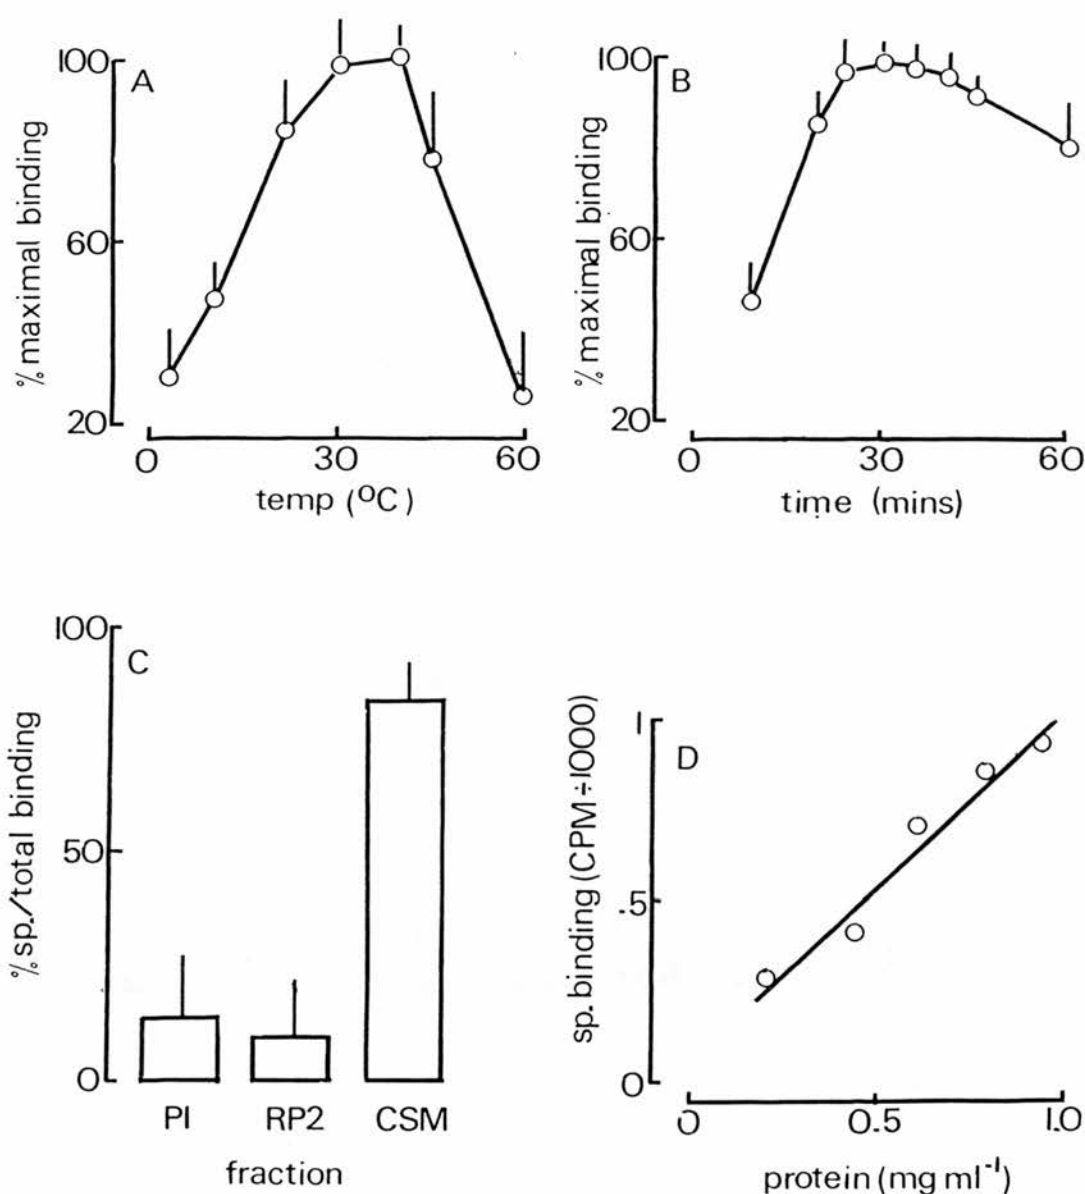 A
% maximal binding
100
60
20
0 30 60
temp (°C)
B
% maximal binding
100
60
20
0 30 60
time (mins)
C
% sp./total binding
100
50
0
PI RP2 CSM
fraction
D
sp. binding (CPM÷1000)
1
.5
0
0 0.5 1.0
protein (mg ml⁻¹)